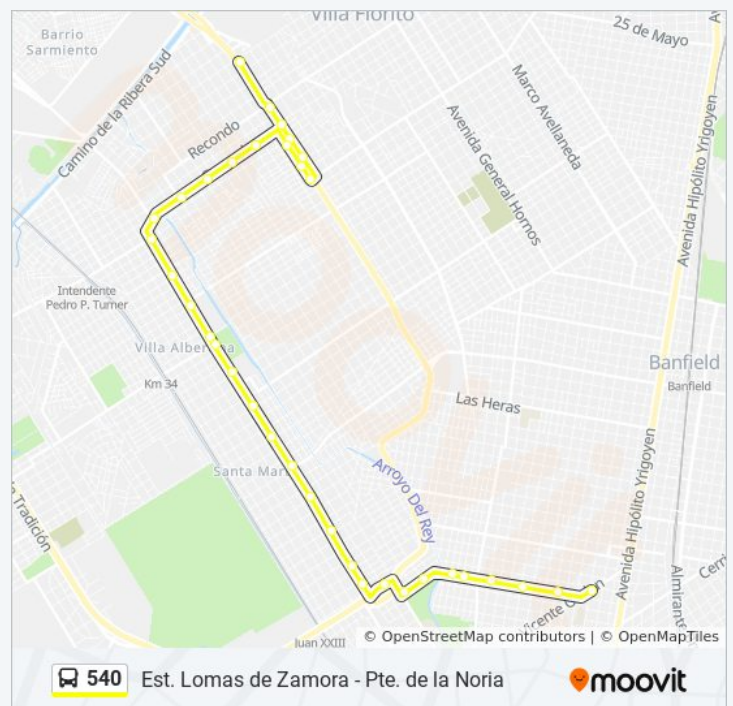 Villa Fiorito
Barrio
Sarmiento
25 de Mayo
Camino de la Ribera Sud
Marco Avellaneda
Avenida Hipólito Yrigoyen
Recondo
Avenida General Hornos
Intendente
Pedro P. Turner
Villa Albertina
Km 34
Banfield
Banfield
Las Heras
Santa Mar
Arroyo Del Rey
Avenida Hipólito Yrigoyen
Tradición
Cerri
Almirante
icente
Juan XXIII
© OpenStreetMap contributors | © OpenMapTiles
540 Est. Lomas de Zamora - Pte. de la Noria
moovit